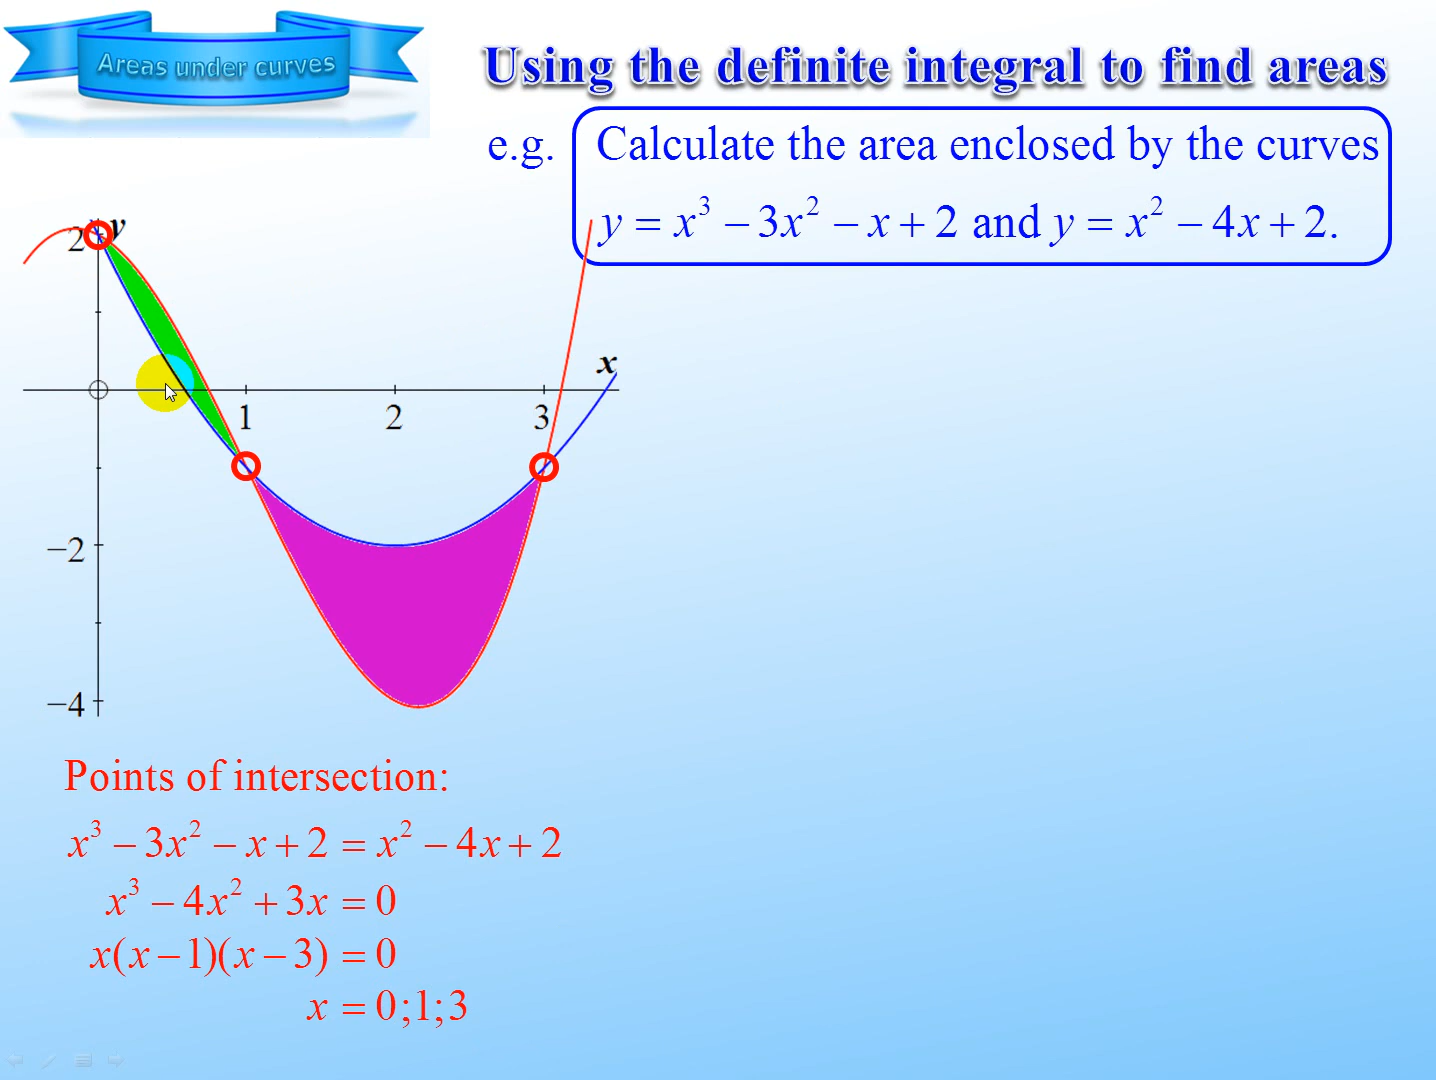 Areas under curves
Using the definite integral to find areas
e.g. Calculate the area enclosed by the curves
y = x³ − 3x² − x + 2 and y = x² − 4x + 2.
y
2
x
1 2 3
−2
−4
Points of intersection:
x³ − 3x² − x + 2 = x² − 4x + 2
x³ − 4x² + 3x = 0
x(x − 1)(x − 3) = 0
x = 0;1;3